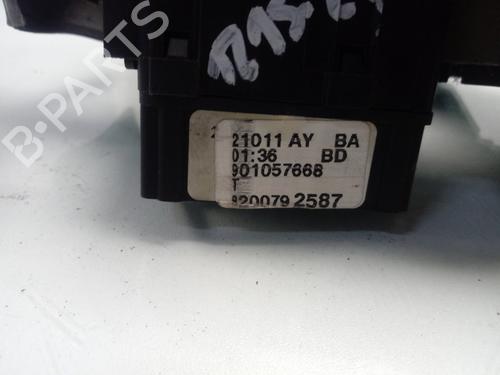 B-PARTS
21011 AY BA
01:36 BD
901057668
T
820079 2587